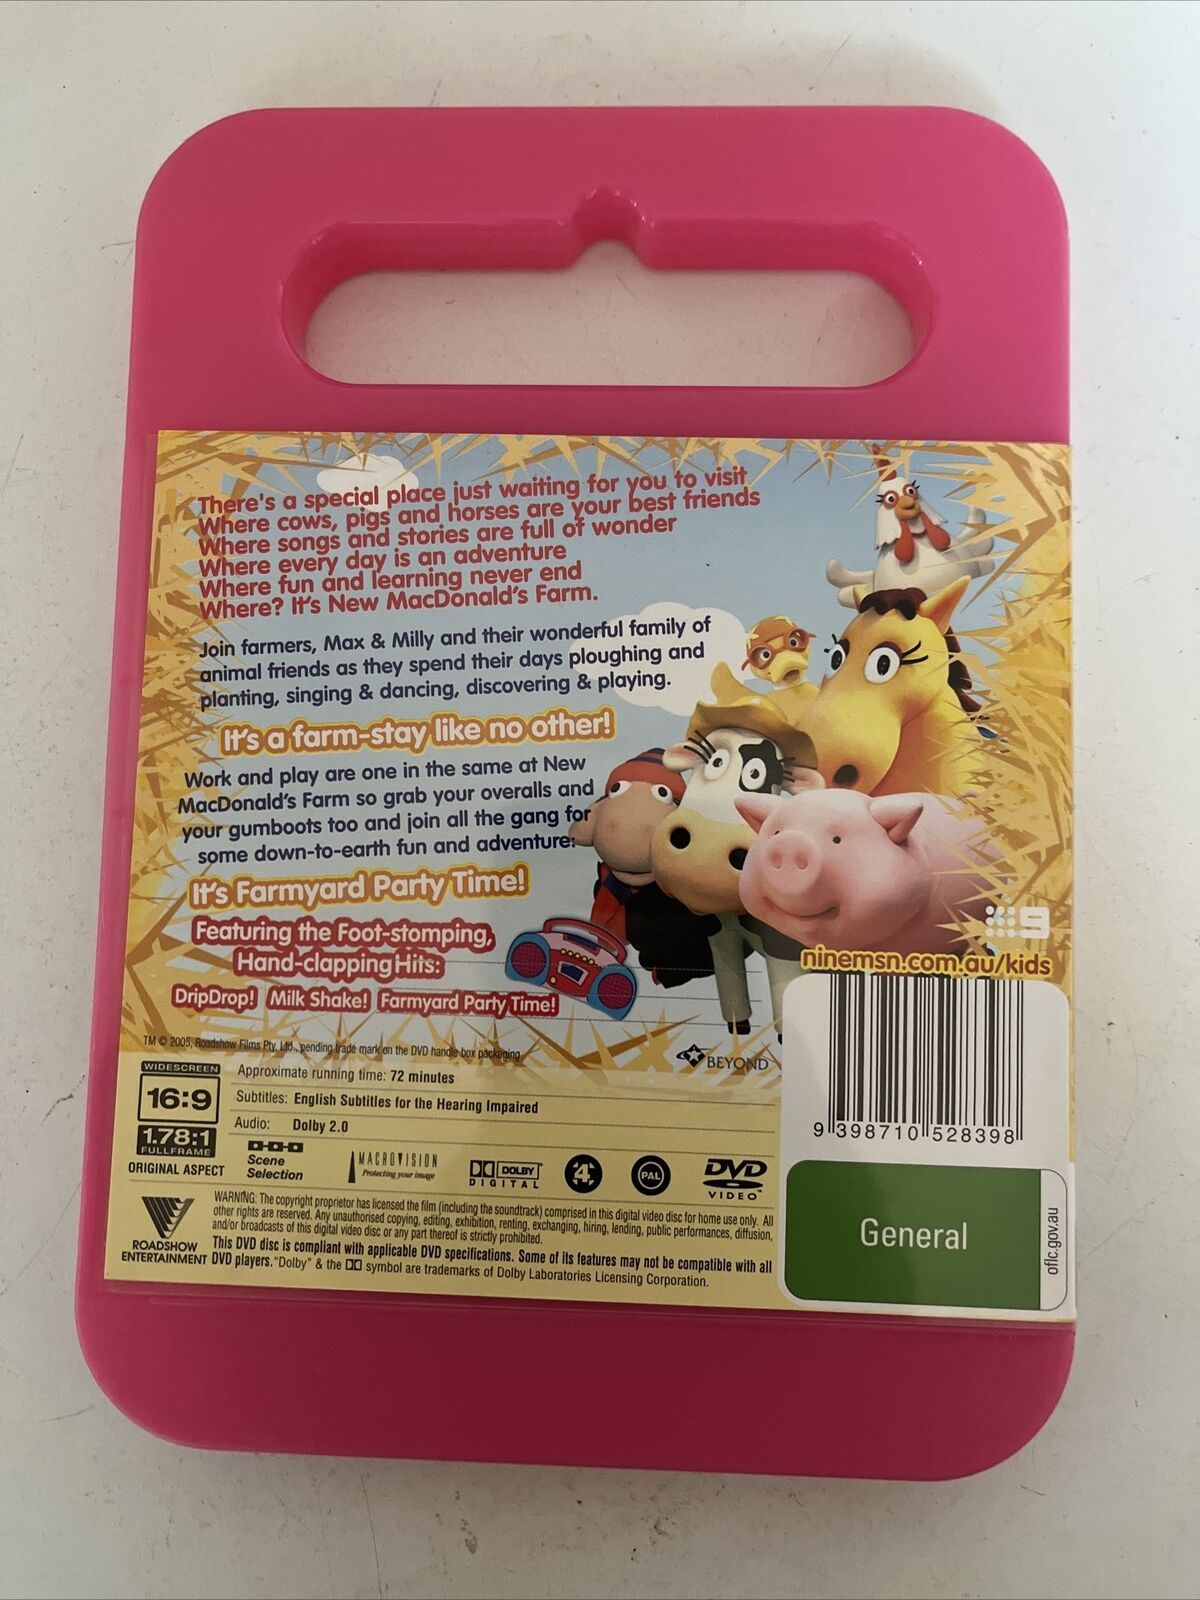 There's a special place just waiting for you to visit
Where cows, pigs and horses are your best friends
Where songs and stories are full of wonder
Where every day is an adventure
Where fun and learning never end
Where? It's New MacDonald's Farm.
Join farmers, Max & Milly and their wonderful family of
animal friends as they spend their days ploughing and
planting, singing & dancing, discovering & playing.
It's a farm-stay like no other!
Work and play are one in the same at New
MacDonald's Farm so grab your overalls and
your gumboots too and join all the gang for
some down-to-earth fun and adventure:
It's Farmyard Party Time!
Featuring the Foot-stomping,
Hand-clapping Hits:
DripDrop! Milk Shake! Farmyard Party Time!
9
ninemsn.com.au/kids
TM © 2005, Roadshow Films Pty, Ltd., pending trade mark on the DVD handle box packaging
BEYOND
WIDESCREEN
16:9
1.78:1
FULLFRAME
ORIGINAL ASPECT
Approximate running time: 72 minutes
Subtitles: English Subtitles for the Hearing Impaired
Audio: Dolby 2.0
Scene
Selection
MACROVISION
Protecting your image
DOLBY
DIGITAL
4
PAL
DVD
VIDEO™
9 398710 528398
General
oflc.gov.au
ROADSHOW
ENTERTAINMENT
WARNING: The copyright proprietor has licensed the film (including the soundtrack) comprised in this digital video disc for home use only. All
other rights are reserved. Any unauthorised copying, editing, exhibition, renting, exchanging, hiring, lending, public performances, diffusion,
and/or broadcasts of this digital video disc or any part thereof is strictly prohibited.
This DVD disc is compliant with applicable DVD specifications. Some of its features may not be compatible with all
DVD players. "Dolby" & the DD symbol are trademarks of Dolby Laboratories Licensing Corporation.